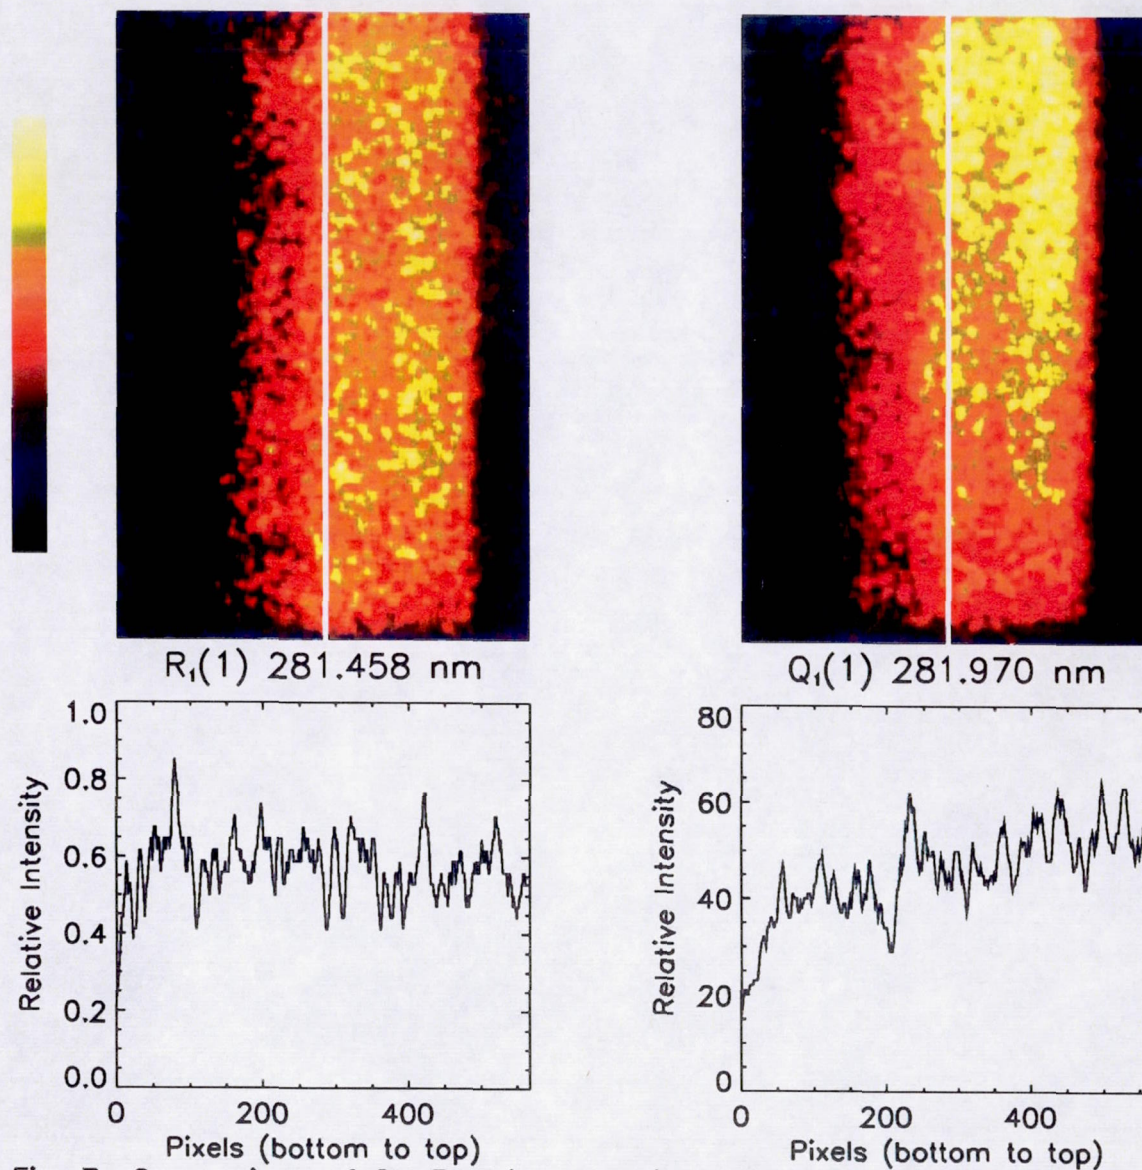 R₁(1) 281.458 nm
Q₁(1) 281.970 nm
Relative Intensity
1.0
0.8
0.6
0.4
0.2
0.0
0 200 400
Pixels (bottom to top)
Relative Intensity
80
60
40
20
0
0 200 400
Pixels (bottom to top)